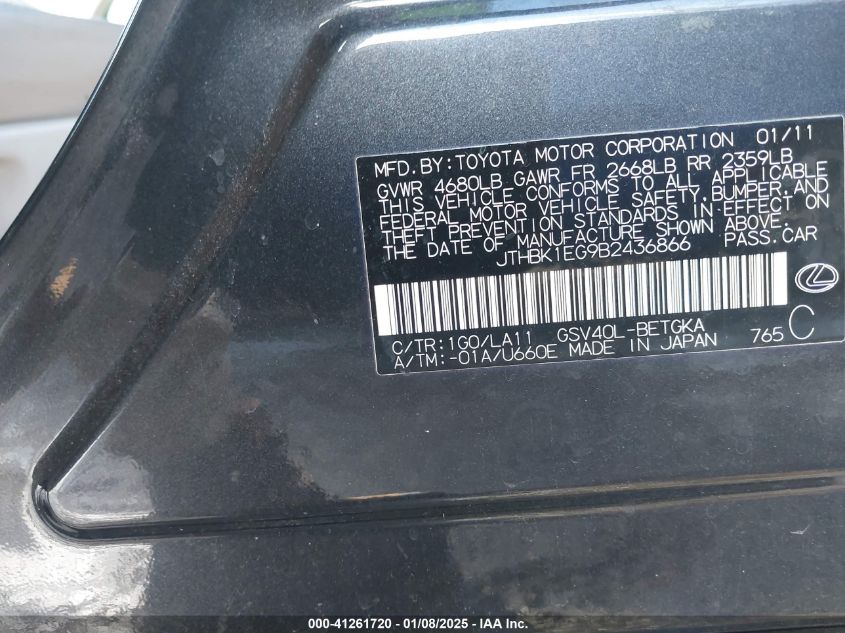 MFD. BY: TOYOTA MOTOR CORPORATION 01/11
GVWR 4680LB GAWR FR 2668LB RR 2359LB
THIS VEHICLE CONFORMS TO ALL APPLICABLE
FEDERAL MOTOR VEHICLE SAFETY, BUMPER, AND
THEFT PREVENTION STANDARDS IN EFFECT ON
THE DATE OF MANUFACTURE SHOWN ABOVE.
JTHBK1EG9B2436866 PASS. CAR
C/TR: 1G0/LA11 GSV40L-BETGKA
A/TM: -01A/U660E MADE IN JAPAN 765 C
000-41261720 — 01/08/2025 - IAAI.com